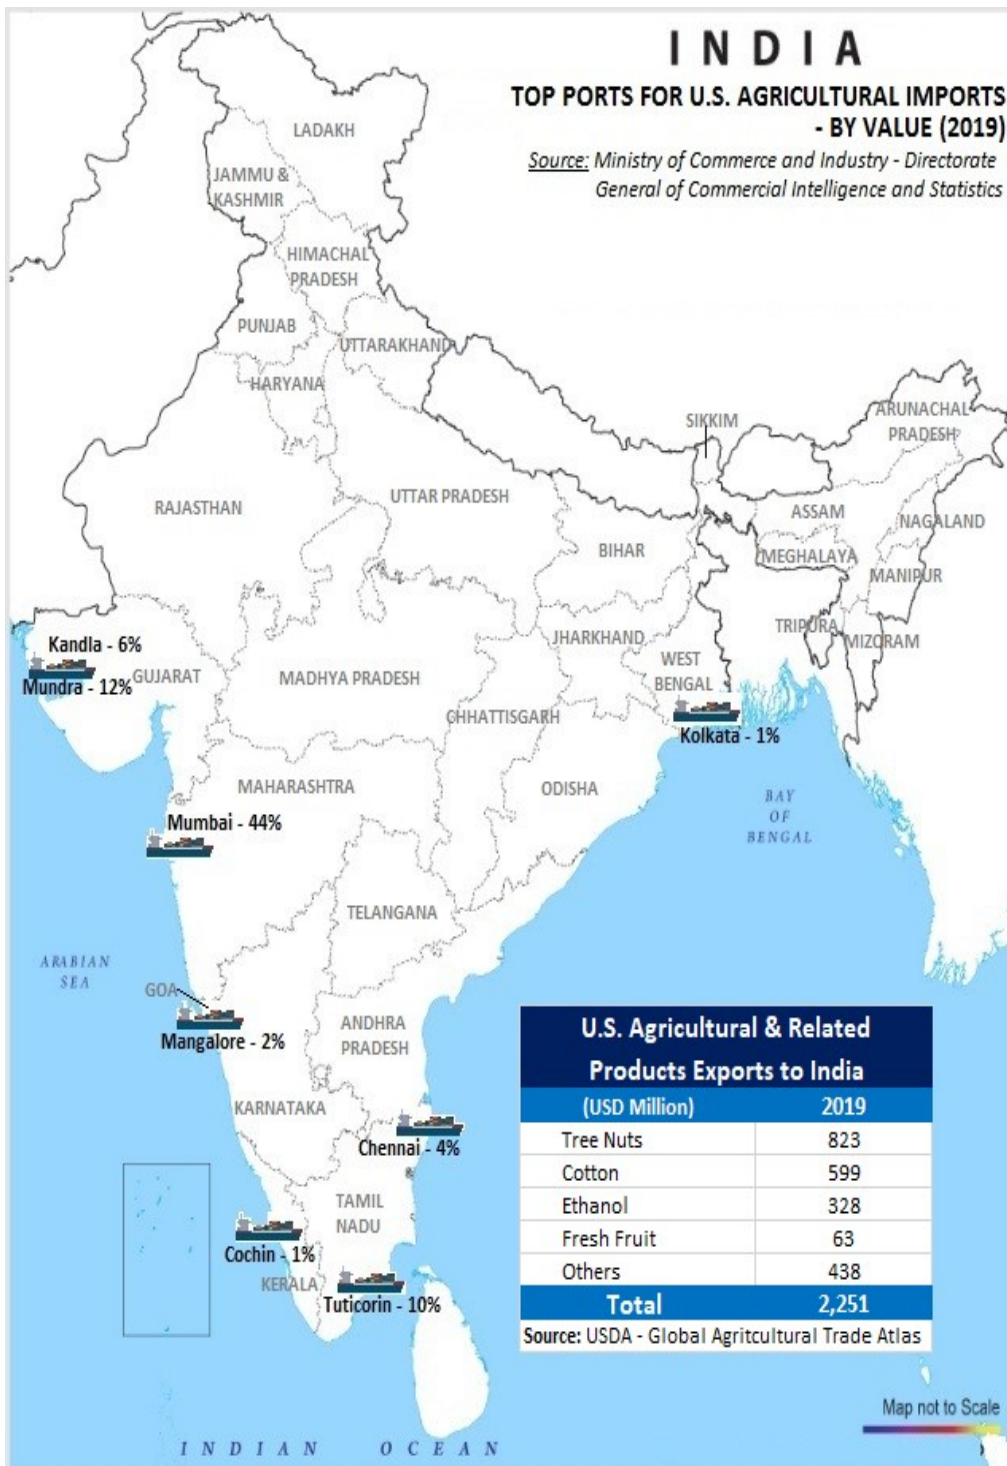 INDIA
TOP PORTS FOR U.S. AGRICULTURAL IMPORTS
- BY VALUE (2019)
Source: Ministry of Commerce and Industry - Directorate
General of Commercial Intelligence and Statistics
LADAKH
JAMMU &
KASHMIR
HIMACHAL
PRADESH
PUNJAB
UTTARAKHAND
HARYANA
SIKKIM
ARUNACHAL
PRADESH
RAJASTHAN
UTTAR PRADESH
ASSAM
NAGALAND
BIHAR
MEGHALAYA
MANIPUR
TRIPURA
MIZORAM
JHARKHAND
WEST
BENGAL
Kandla - 6%
Mundra - 12%
GUJARAT
MADHYA PRADESH
CHHATTISGARH
Kolkata - 1%
MAHARASHTRA
ODISHA
BAY
OF
BENGAL
Mumbai - 44%
TELANGANA
ARABIAN
SEA
GOA
Mangalore - 2%
ANDHRA
PRADESH
KARNATAKA
Chennai - 4%
TAMIL
NADU
Cochin - 1%
KERALA
Tuticorin - 10%
U.S. Agricultural & Related
Products Exports to India
(USD Million) 2019
Tree Nuts 823
Cotton 599
Ethanol 328
Fresh Fruit 63
Others 438
Total 2,251
Source: USDA - Global Agritcultural Trade Atlas
Map not to Scale
INDIAN OCEAN